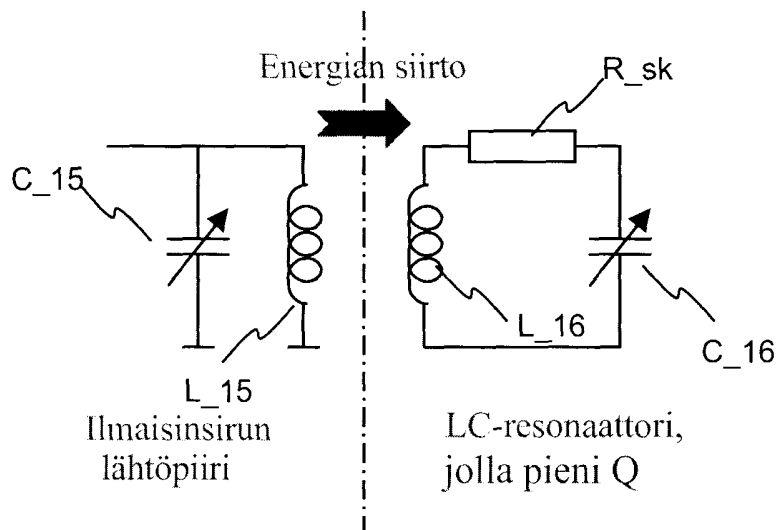 Energian siirto
R_sk
C_15
L_16
C_16
L_15
Ilmaisinsirun
lähtöpiiri
LC-resonaattori,
jolla pieni Q